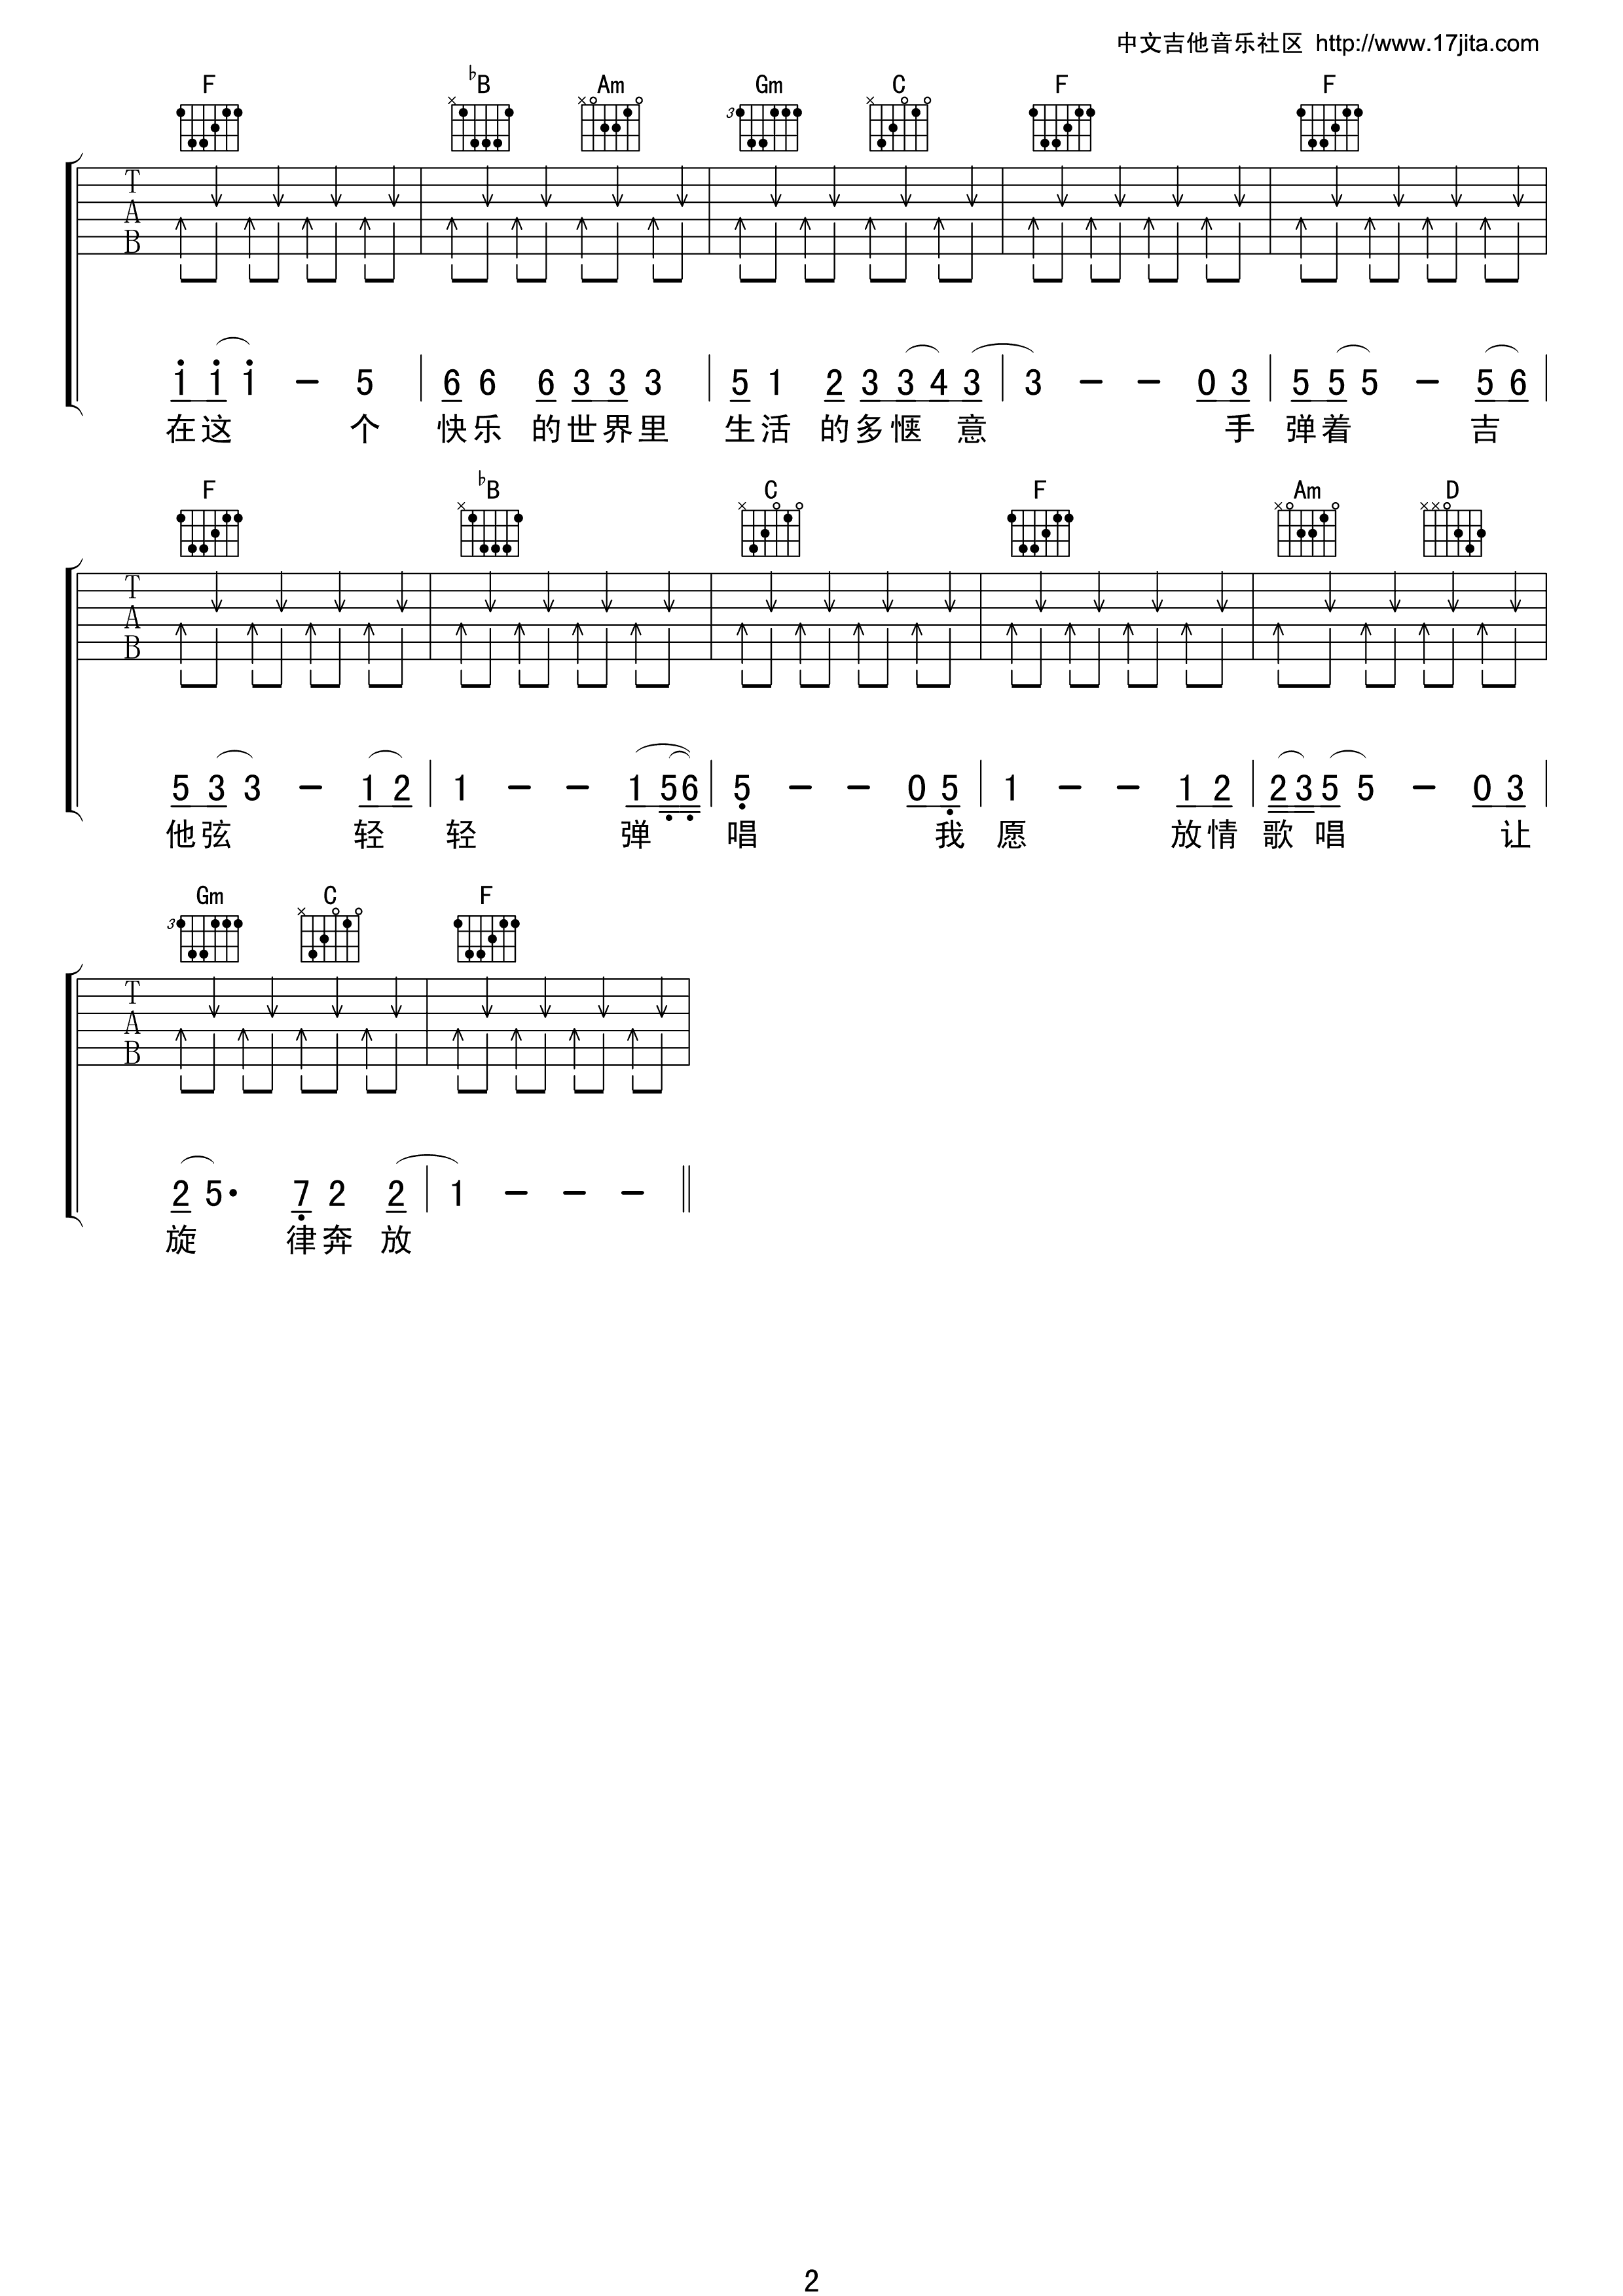 中文吉他音乐社区 http://www.17jita.com
F ♭B Am Gm C F F
3
T
A
B
1 1 1 – 5 | 6 6 6 3 3 3 | 5 1 2 3 3 4 3 | 3 – – 0 3 | 5 5 5 – 5 6 |
在这 个 快乐 的世界里 生活 的多惬 意 手 弹着 吉
F ♭B C F Am D
T
A
B
5 3 3 – 1 2 | 1 – – 1 5 6 | 5 – – 0 5 | 1 – – 1 2 | 2 3 5 5 – 0 3 |
他弦 轻 轻 弹 唱 我 愿 放情 歌 唱 让
Gm C F
3
T
A
B
2 5· 7 2 2 | 1 – – – ‖
旋 律奔 放
2